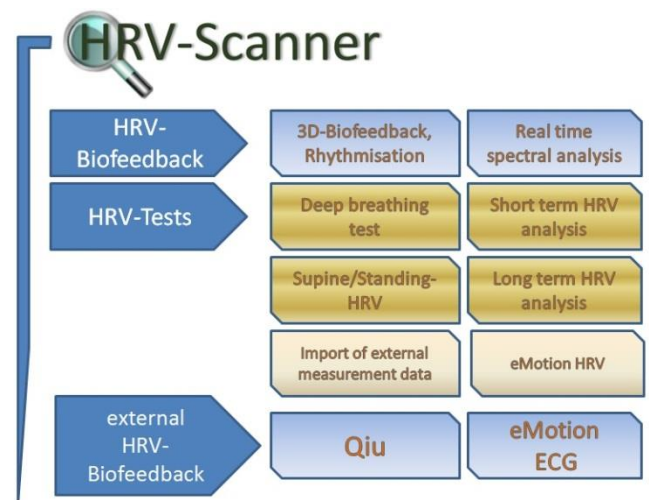 HRV-Scanner
HRV-
Biofeedback
3D-Biofeedback,
Rhythmisation
Real time
spectral analysis
HRV-Tests
Deep breathing
test
Short term HRV
analysis
Supine/Standing-
HRV
Long term HRV
analysis
Import of external
measurement data
eMotion HRV
external
HRV-
Biofeedback
Qiu
eMotion
ECG